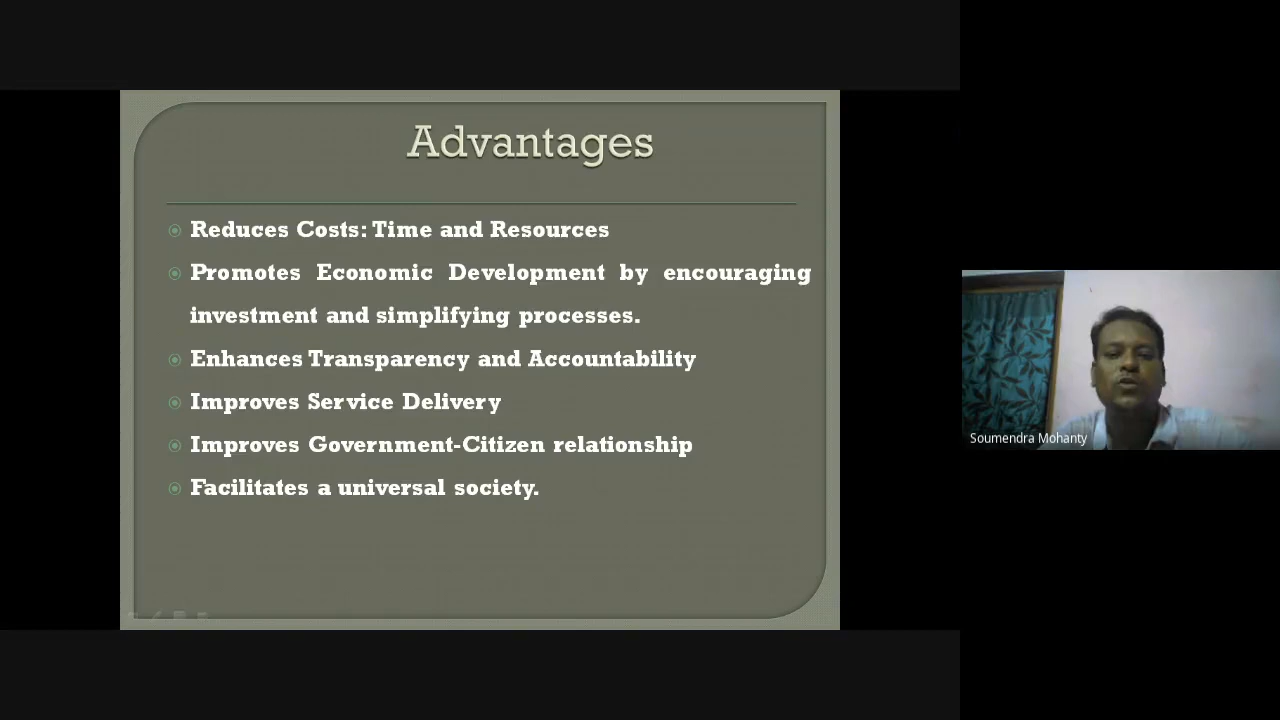 Advantages
Reduces Costs: Time and Resources
Promotes Economic Development by encouraging
investment and simplifying processes.
Enhances Transparency and Accountability
Improves Service Delivery
Improves Government-Citizen relationship
Facilitates a universal society.
Soumendra Mohanty